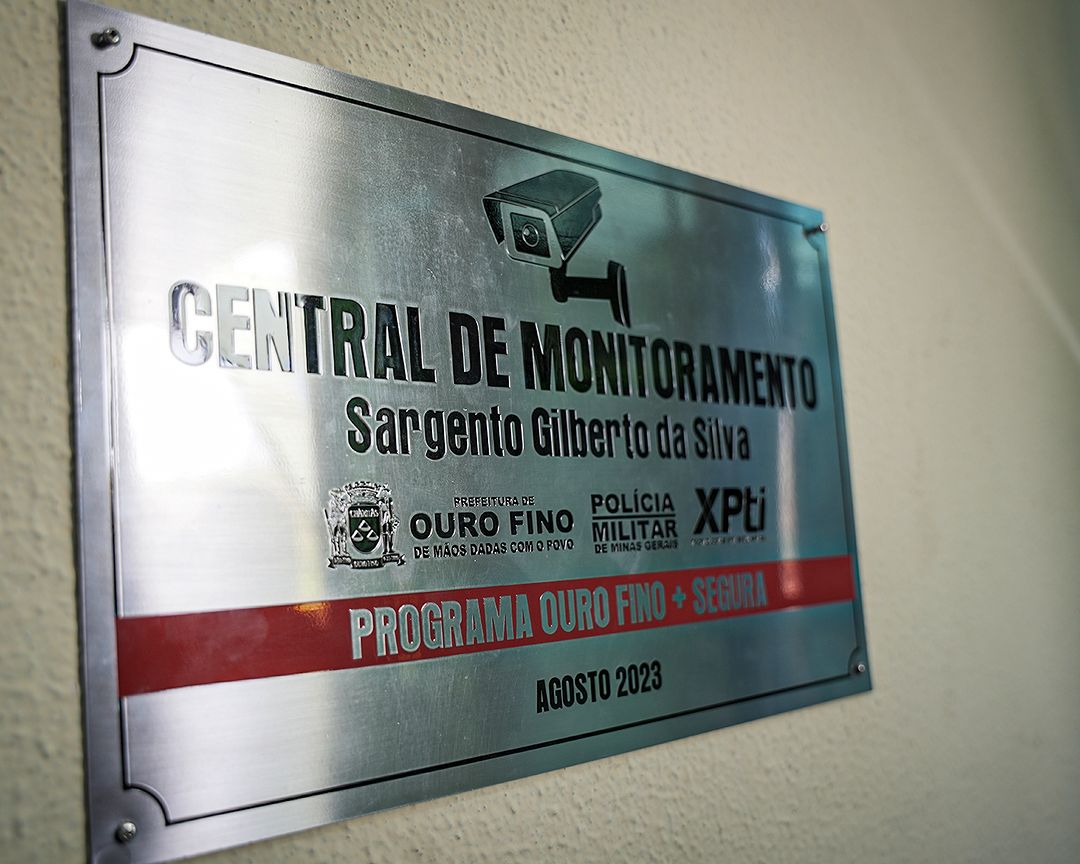 CENTRAL DE MONITORAMENTO
Sargento Gilberto da Silva
PREFEITURA DE
OURO FINO
DE MÃOS DADAS COM O POVO
POLÍCIA
MILITAR
DE MINAS GERAIS
XPti
PROGRAMA OURO FINO + SEGURA
AGOSTO 2023